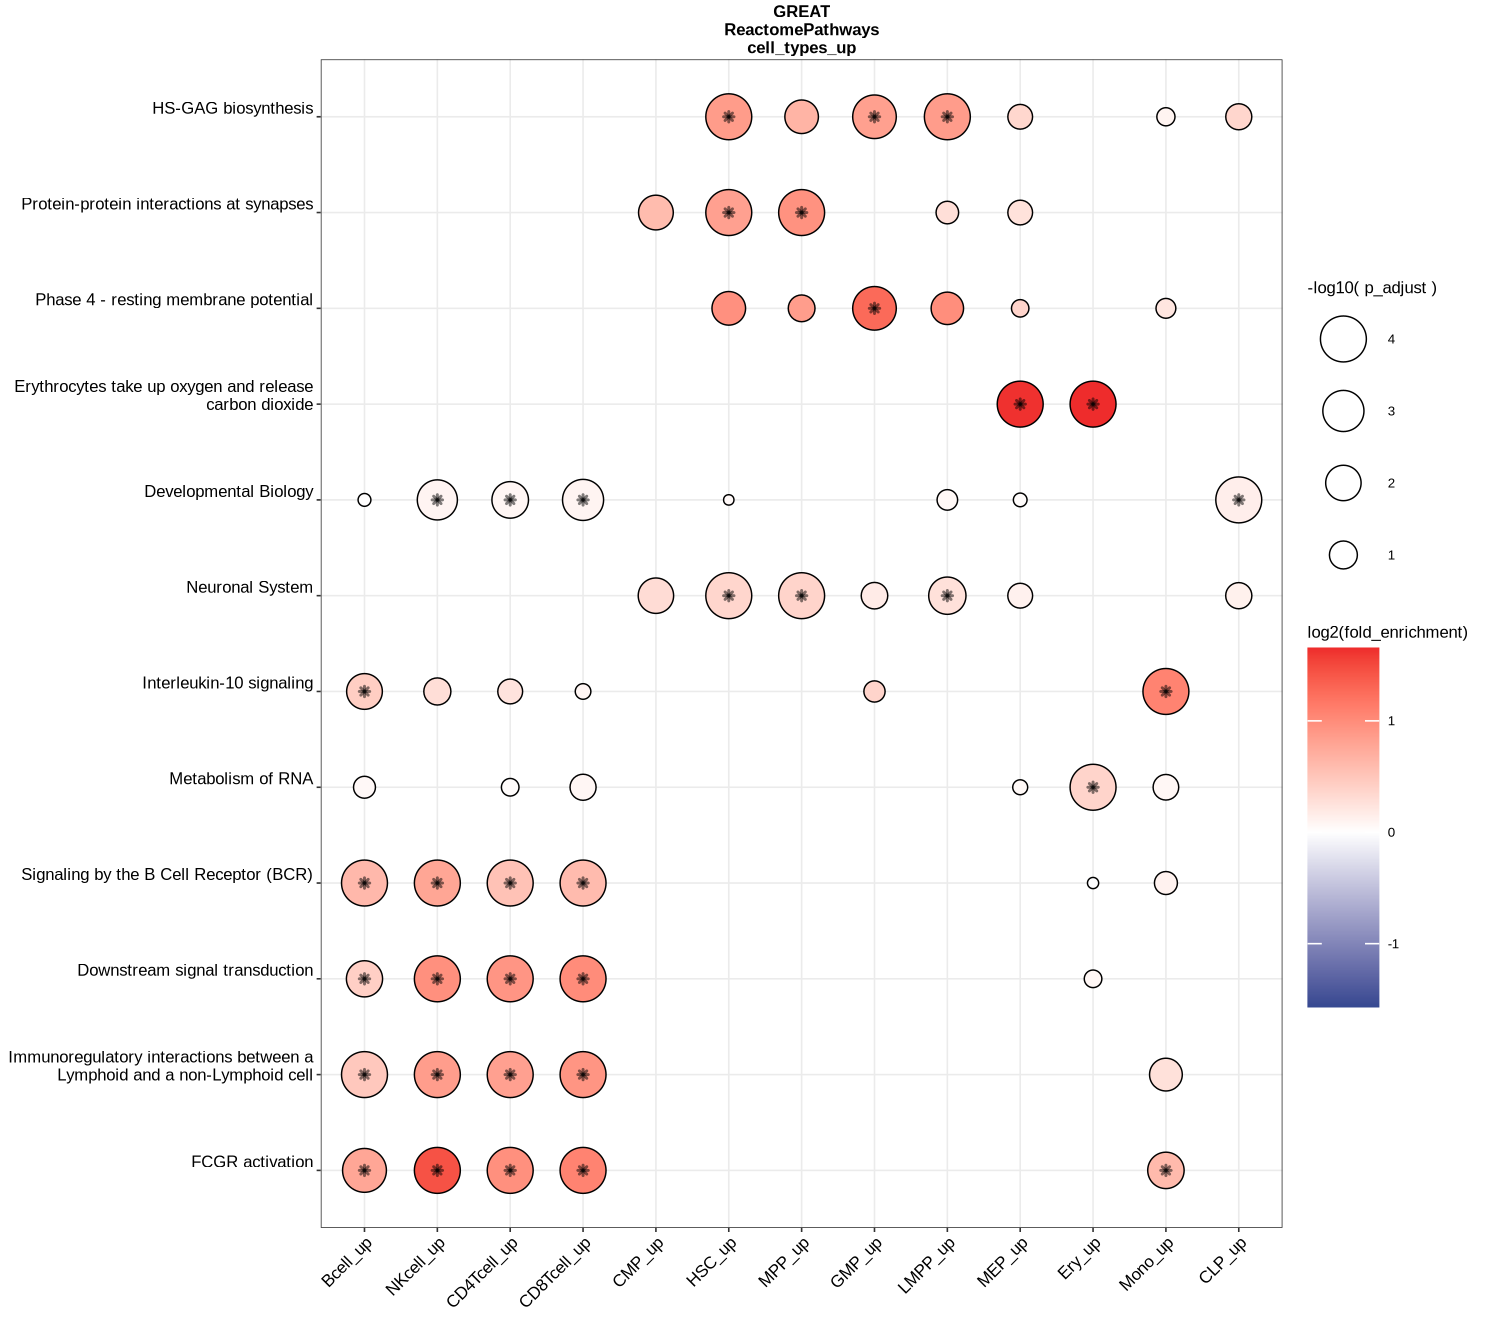 GREAT
ReactomePathways
cell_types_up
HS-GAG biosynthesis
Protein-protein interactions at synapses
Phase 4 - resting membrane potential
Erythrocytes take up oxygen and release
carbon dioxide
Developmental Biology
Neuronal System
Interleukin-10 signaling
Metabolism of RNA
Signaling by the B Cell Receptor (BCR)
Downstream signal transduction
Immunoregulatory interactions between a
Lymphoid and a non-Lymphoid cell
FCGR activation
Bcell_up
NKcell_up
CD4Tcell_up
CD8Tcell_up
CMP_up
HSC_up
MPP_up
GMP_up
LMPP_up
MEP_up
Ery_up
Mono_up
CLP_up
-log10( p_adjust )
4
3
2
1
log2(fold_enrichment)
1
0
-1